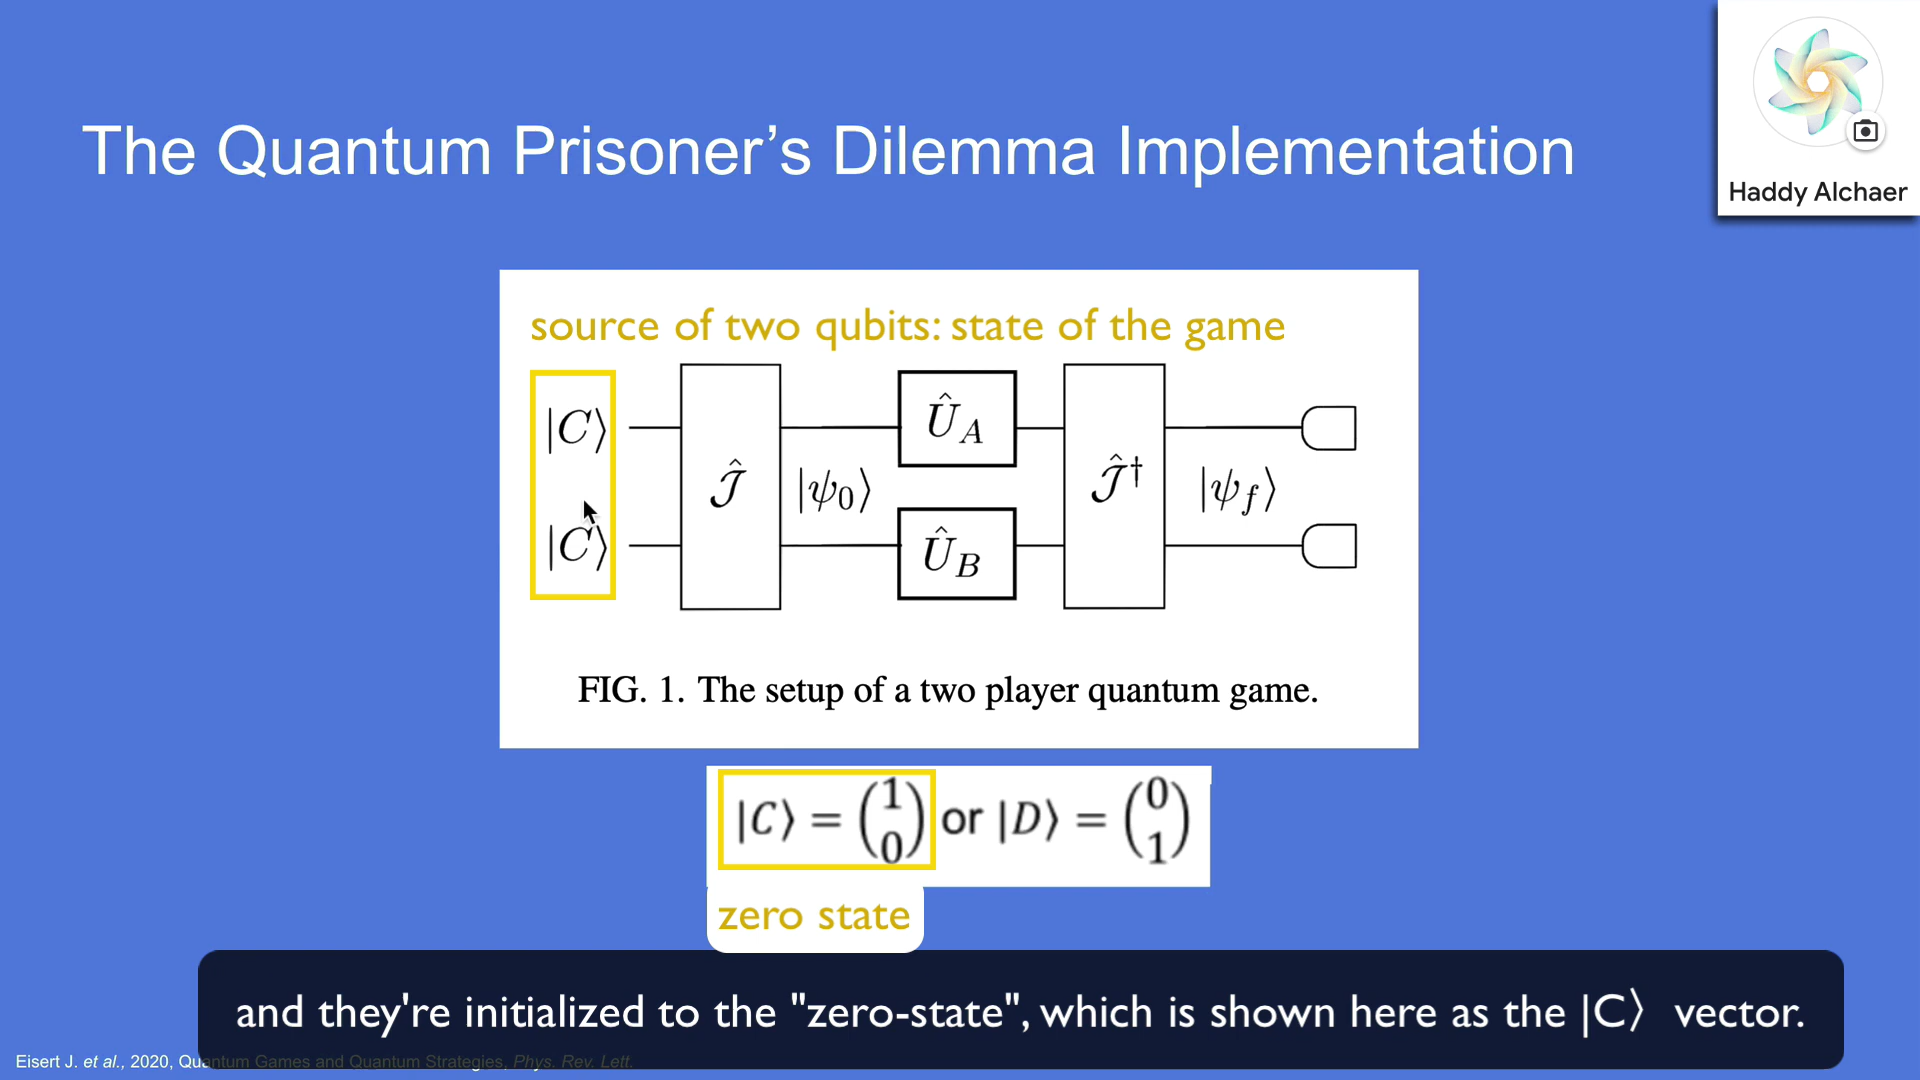 The Quantum Prisoner's Dilemma Implementation
Haddy Alchaer
source of two qubits: state of the game
|C⟩
|C⟩
Ĵ
|ψ₀⟩
Û_A
Û_B
Ĵ†
|ψ_f⟩
FIG. 1. The setup of a two player quantum game.
|C⟩ = (1 0) or |D⟩ = (0 1)
zero state
and they're initialized to the "zero-state", which is shown here as the |C⟩ vector.
Eisert J. et al., 2020, Quantum Games and Quantum Strategies, Phys. Rev. Lett.